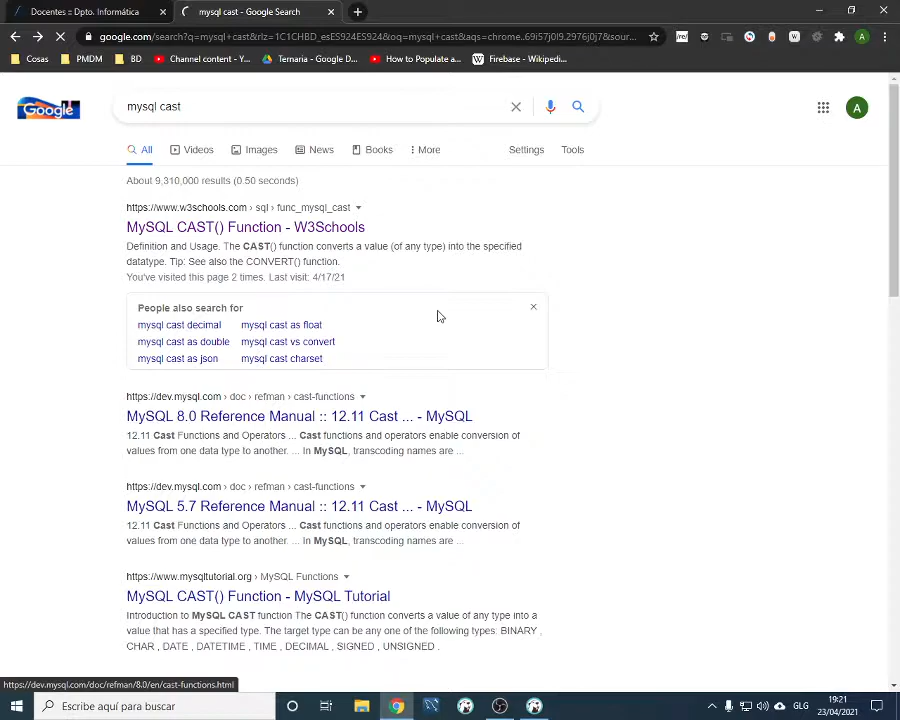 Docentes :: Dpto. Informática
mysql cast - Google Search
google.com/search?q=mysql+cast&rlz=1C1CHBD_esES924ES924&oq=mysql+cast&aqs=chrome..69i57j0l9.2976j0j7&sour...
Cosas
PMDM
BD
Channel content - Y...
Ternaria - Google D...
How to Populate a...
Firebase - Wikipedi...
Google
mysql cast
A
All
Videos
Images
News
Books
More
Settings
Tools
About 9,310,000 results (0.50 seconds)
https://www.w3schools.com › sql › func_mysql_cast
MySQL CAST() Function - W3Schools
Definition and Usage. The CAST() function converts a value (of any type) into the specified
datatype. Tip: See also the CONVERT() function.
You've visited this page 2 times. Last visit: 4/17/21
People also search for
mysql cast decimal mysql cast as float
mysql cast as double mysql cast vs convert
mysql cast as json mysql cast charset
https://dev.mysql.com › doc › refman › cast-functions
MySQL 8.0 Reference Manual :: 12.11 Cast ... - MySQL
12.11 Cast Functions and Operators ... Cast functions and operators enable conversion of
values from one data type to another. ... In MySQL, transcoding names are ...
https://dev.mysql.com › doc › refman › cast-functions
MySQL 5.7 Reference Manual :: 12.11 Cast ... - MySQL
12.11 Cast Functions and Operators ... Cast functions and operators enable conversion of
values from one data type to another. ... In MySQL, transcoding names are ...
https://www.mysqltutorial.org › MySQL Functions
MySQL CAST() Function - MySQL Tutorial
Introduction to MySQL CAST function The CAST() function converts a value of any type into a
value that has a specified type. The target type can be any one of the following types: BINARY ,
CHAR , DATE , DATETIME , TIME , DECIMAL , SIGNED , UNSIGNED .
https://dev.mysql.com/doc/refman/8.0/en/cast-functions.html
Escribe aquí para buscar
GLG
19:21
23/04/2021